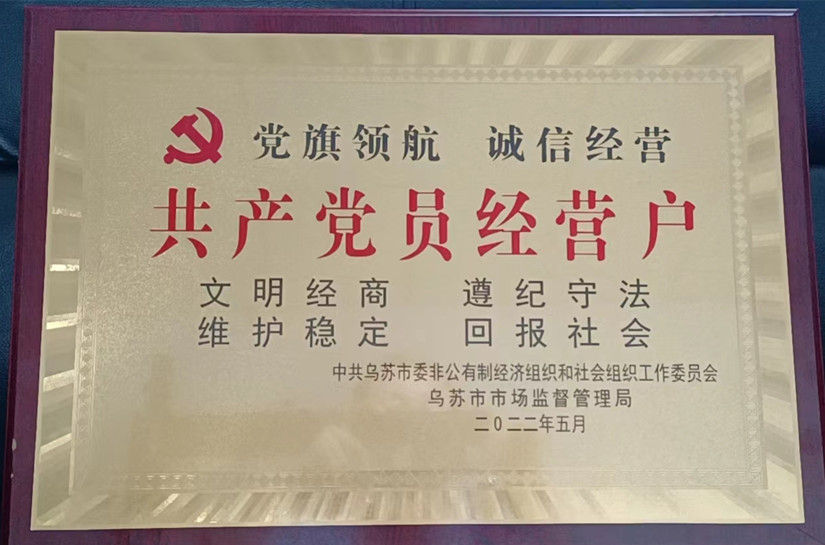 党旗领航 诚信经营
共产党员经营户
文明经商 遵纪守法
维护稳定 回报社会
中共乌苏市委非公有制经济组织和社会组织工作委员会
乌苏市市场监督管理局
二0二二年五月